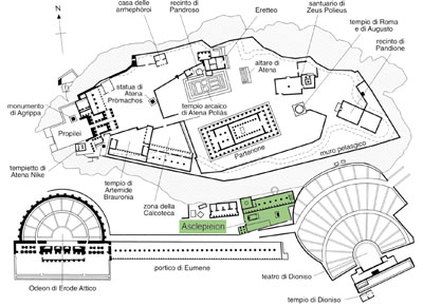 N
casa delle
arrhephòroi
recinto di
Pandroso
Eretteo
santuario di
Zeus Polieus
tempio di Roma
e di Augusto
recinto di
Pandione
altare di
Atena
statua di
Atena
Pròmachos
monumento
di Agrippa
tempio arcaico
di Atena Poliàs
Propilei
Partenone
muro pelasgico
tempietto di
Atena Nike
tempio di
Artemide
Brauronia
zona della
Calcoteca
Asclepieion
portico di Eumene
teatro di Dioniso
Odeion di Erode Attico
tempio di Dioniso